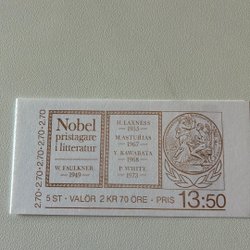 2.70·2.70·2.70·2.70·2.70
Nobel
pristagare
i litteratur
W. FAULKNER
1949
H. LAXNESS
1955
M. ASTURIAS
1967
Y. KAWABATA
1968
P. WHITE
1973
5 ST · VALÖR 2 KR 70 ÖRE · PRIS 13:50